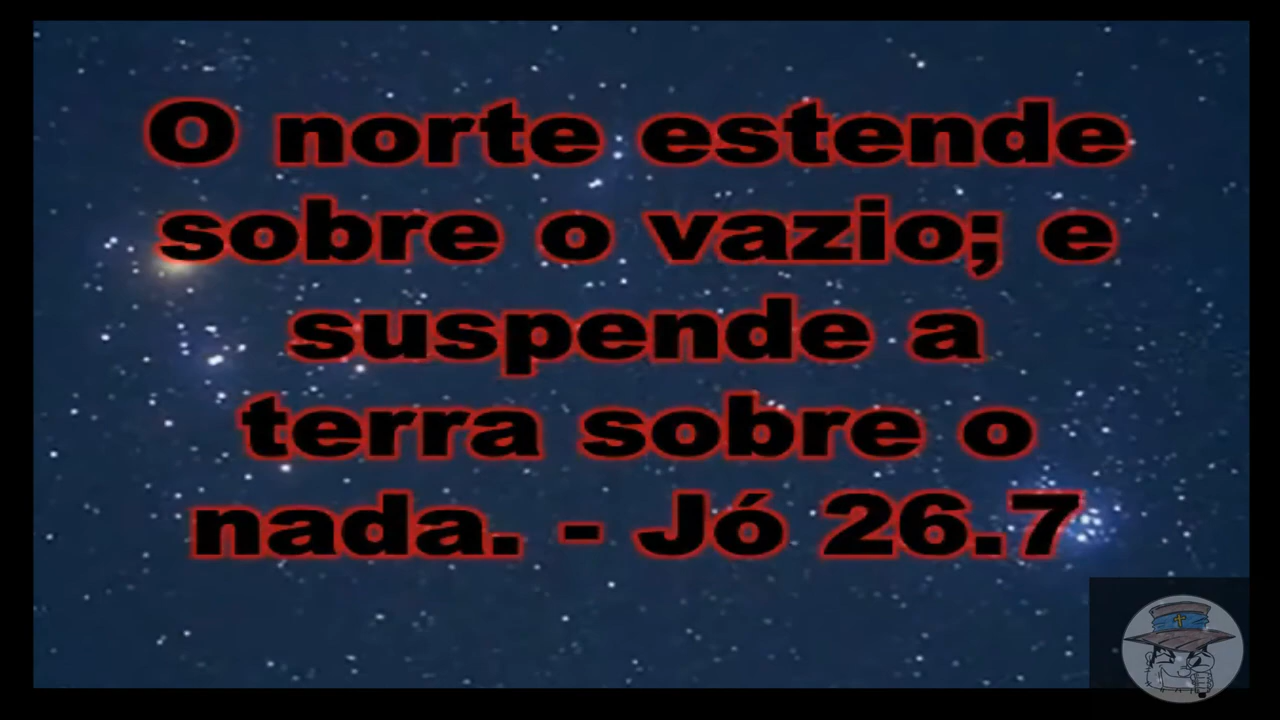 O norte estende
sobre o vazio; e
suspende a
terra sobre o
nada. - Jó 26.7